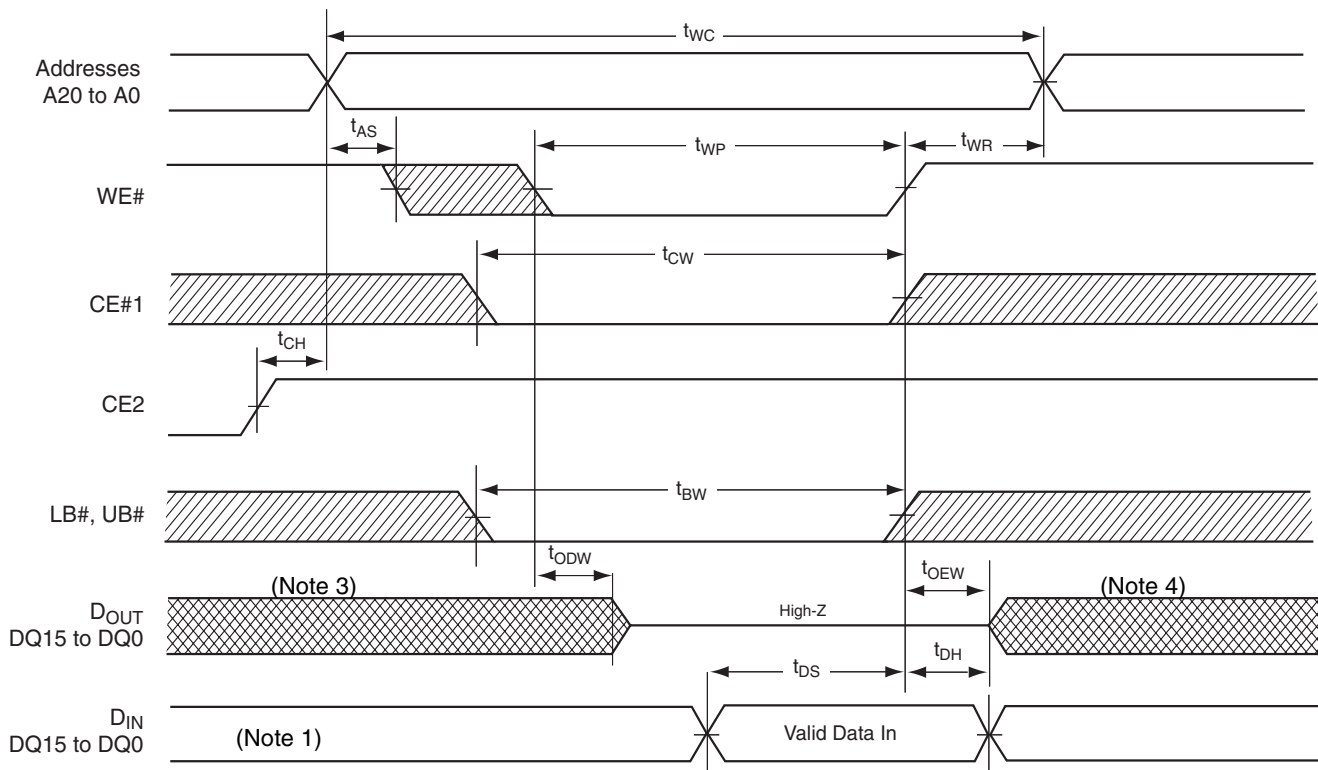 tWC
Addresses
A20 to A0
tAS
tWP
tWR
WE#
tCW
CE#1
tCH
CE2
tBW
LB#, UB#
tODW
tOEW
(Note 3)
(Note 4)
DOUT
DQ15 to DQ0
High-Z
tDS
tDH
DIN
DQ15 to DQ0
(Note 1)
Valid Data In